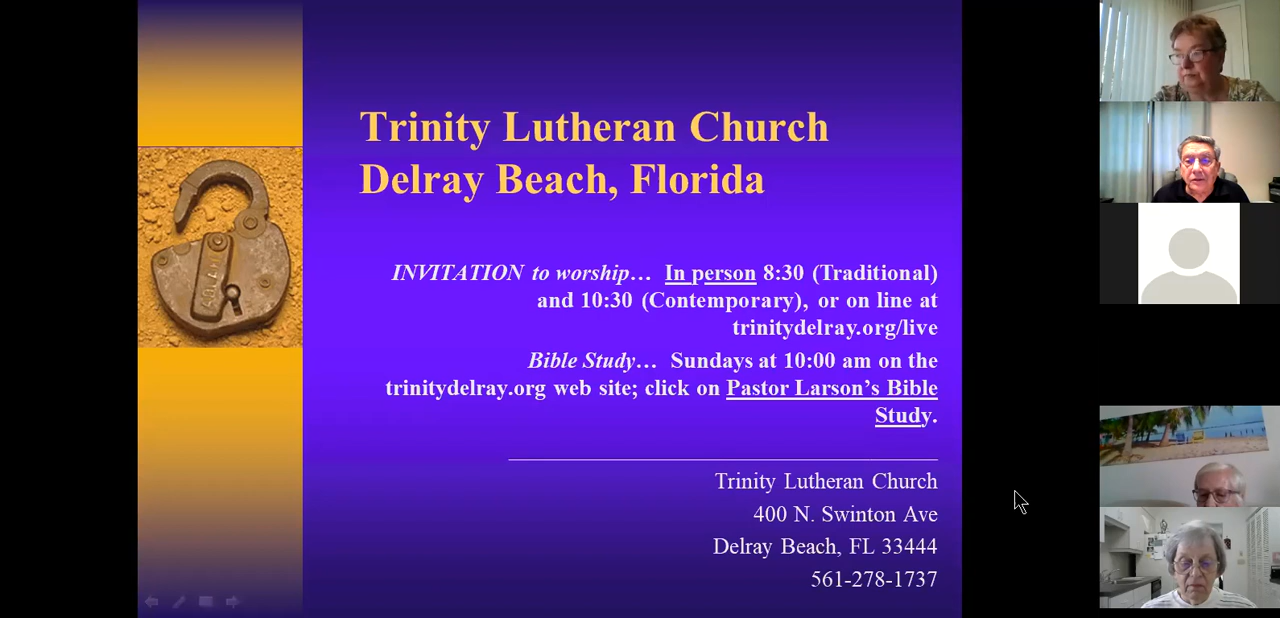 Trinity Lutheran Church
Delray Beach, Florida
INVITATION to worship… In person 8:30 (Traditional)
and 10:30 (Contemporary), or on line at
trinitydelray.org/live
Bible Study… Sundays at 10:00 am on the
trinitydelray.org web site; click on Pastor Larson’s Bible
Study.
Trinity Lutheran Church
400 N. Swinton Ave
Delray Beach, FL 33444
561-278-1737